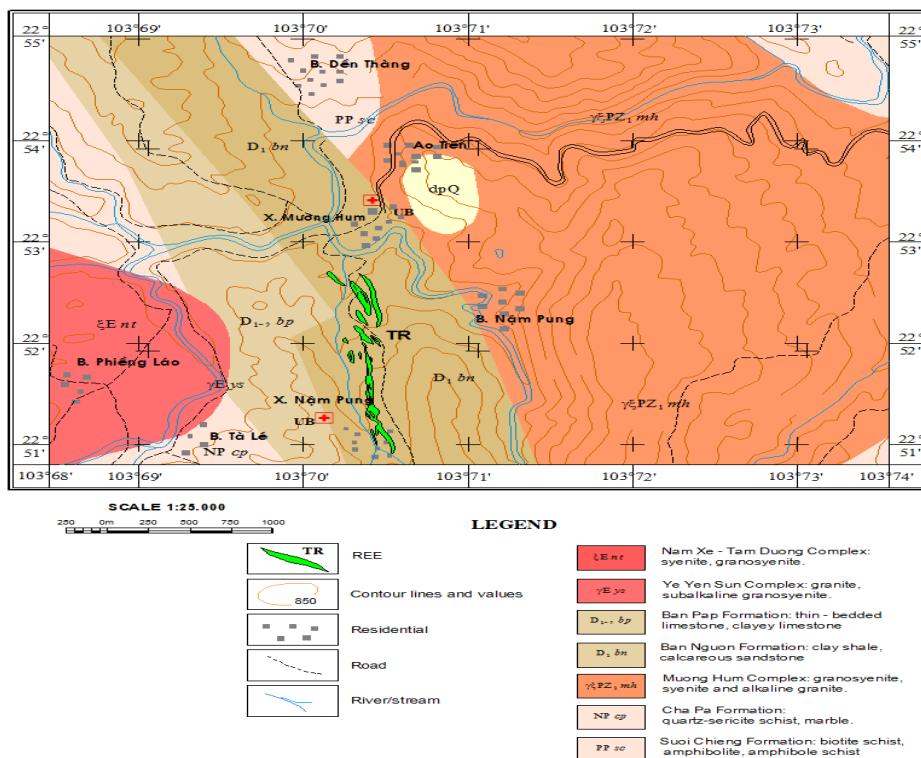 103°69' 103°70' 103°71' 103°72' 103°73'
22° 55' 22° 55'
B. Dến Thàng
PP sc
γξPZ₁ mh
22° 54' 22° 54'
D₁ bn
Ao Tiên
dpQ
X. Mường Hum UB
22° 53' 22° 53'
ξE nt
D₁₋₂ bp
B. Nậm Pung
TR
22° 52' 22° 52'
B. Phiềng Láo
γE ys
D₁ bn
X. Nậm Pung
γξPZ₁ mh
UB
B. Tà Lé
22° 51' 22° 51'
NP cp
103°68' 103°69' 103°70' 103°71' 103°72' 103°73' 103°74'
SCALE 1:25.000
250 0m 250 500 750 1000
LEGEND
TR REE
850 Contour lines and values
Residential
Road
River/stream
ξE nt Nam Xe - Tam Duong Complex:
syenite, granosyenite.
γE ys Ye Yen Sun Complex: granite,
subalkaline granosyenite.
D₁₋₂ bp Ban Pap Formation: thin - bedded
limestone, clayey limestone
D₁ bn Ban Nguon Formation: clay shale,
calcareous sandstone
γξPZ₁ mh Muong Hum Complex: granosyenite,
syenite and alkaline granite.
NP cp Cha Pa Formation:
quartz-sericite schist, marble.
PP sc Suoi Chieng Formation: biotite schist,
amphibolite, amphibole schist